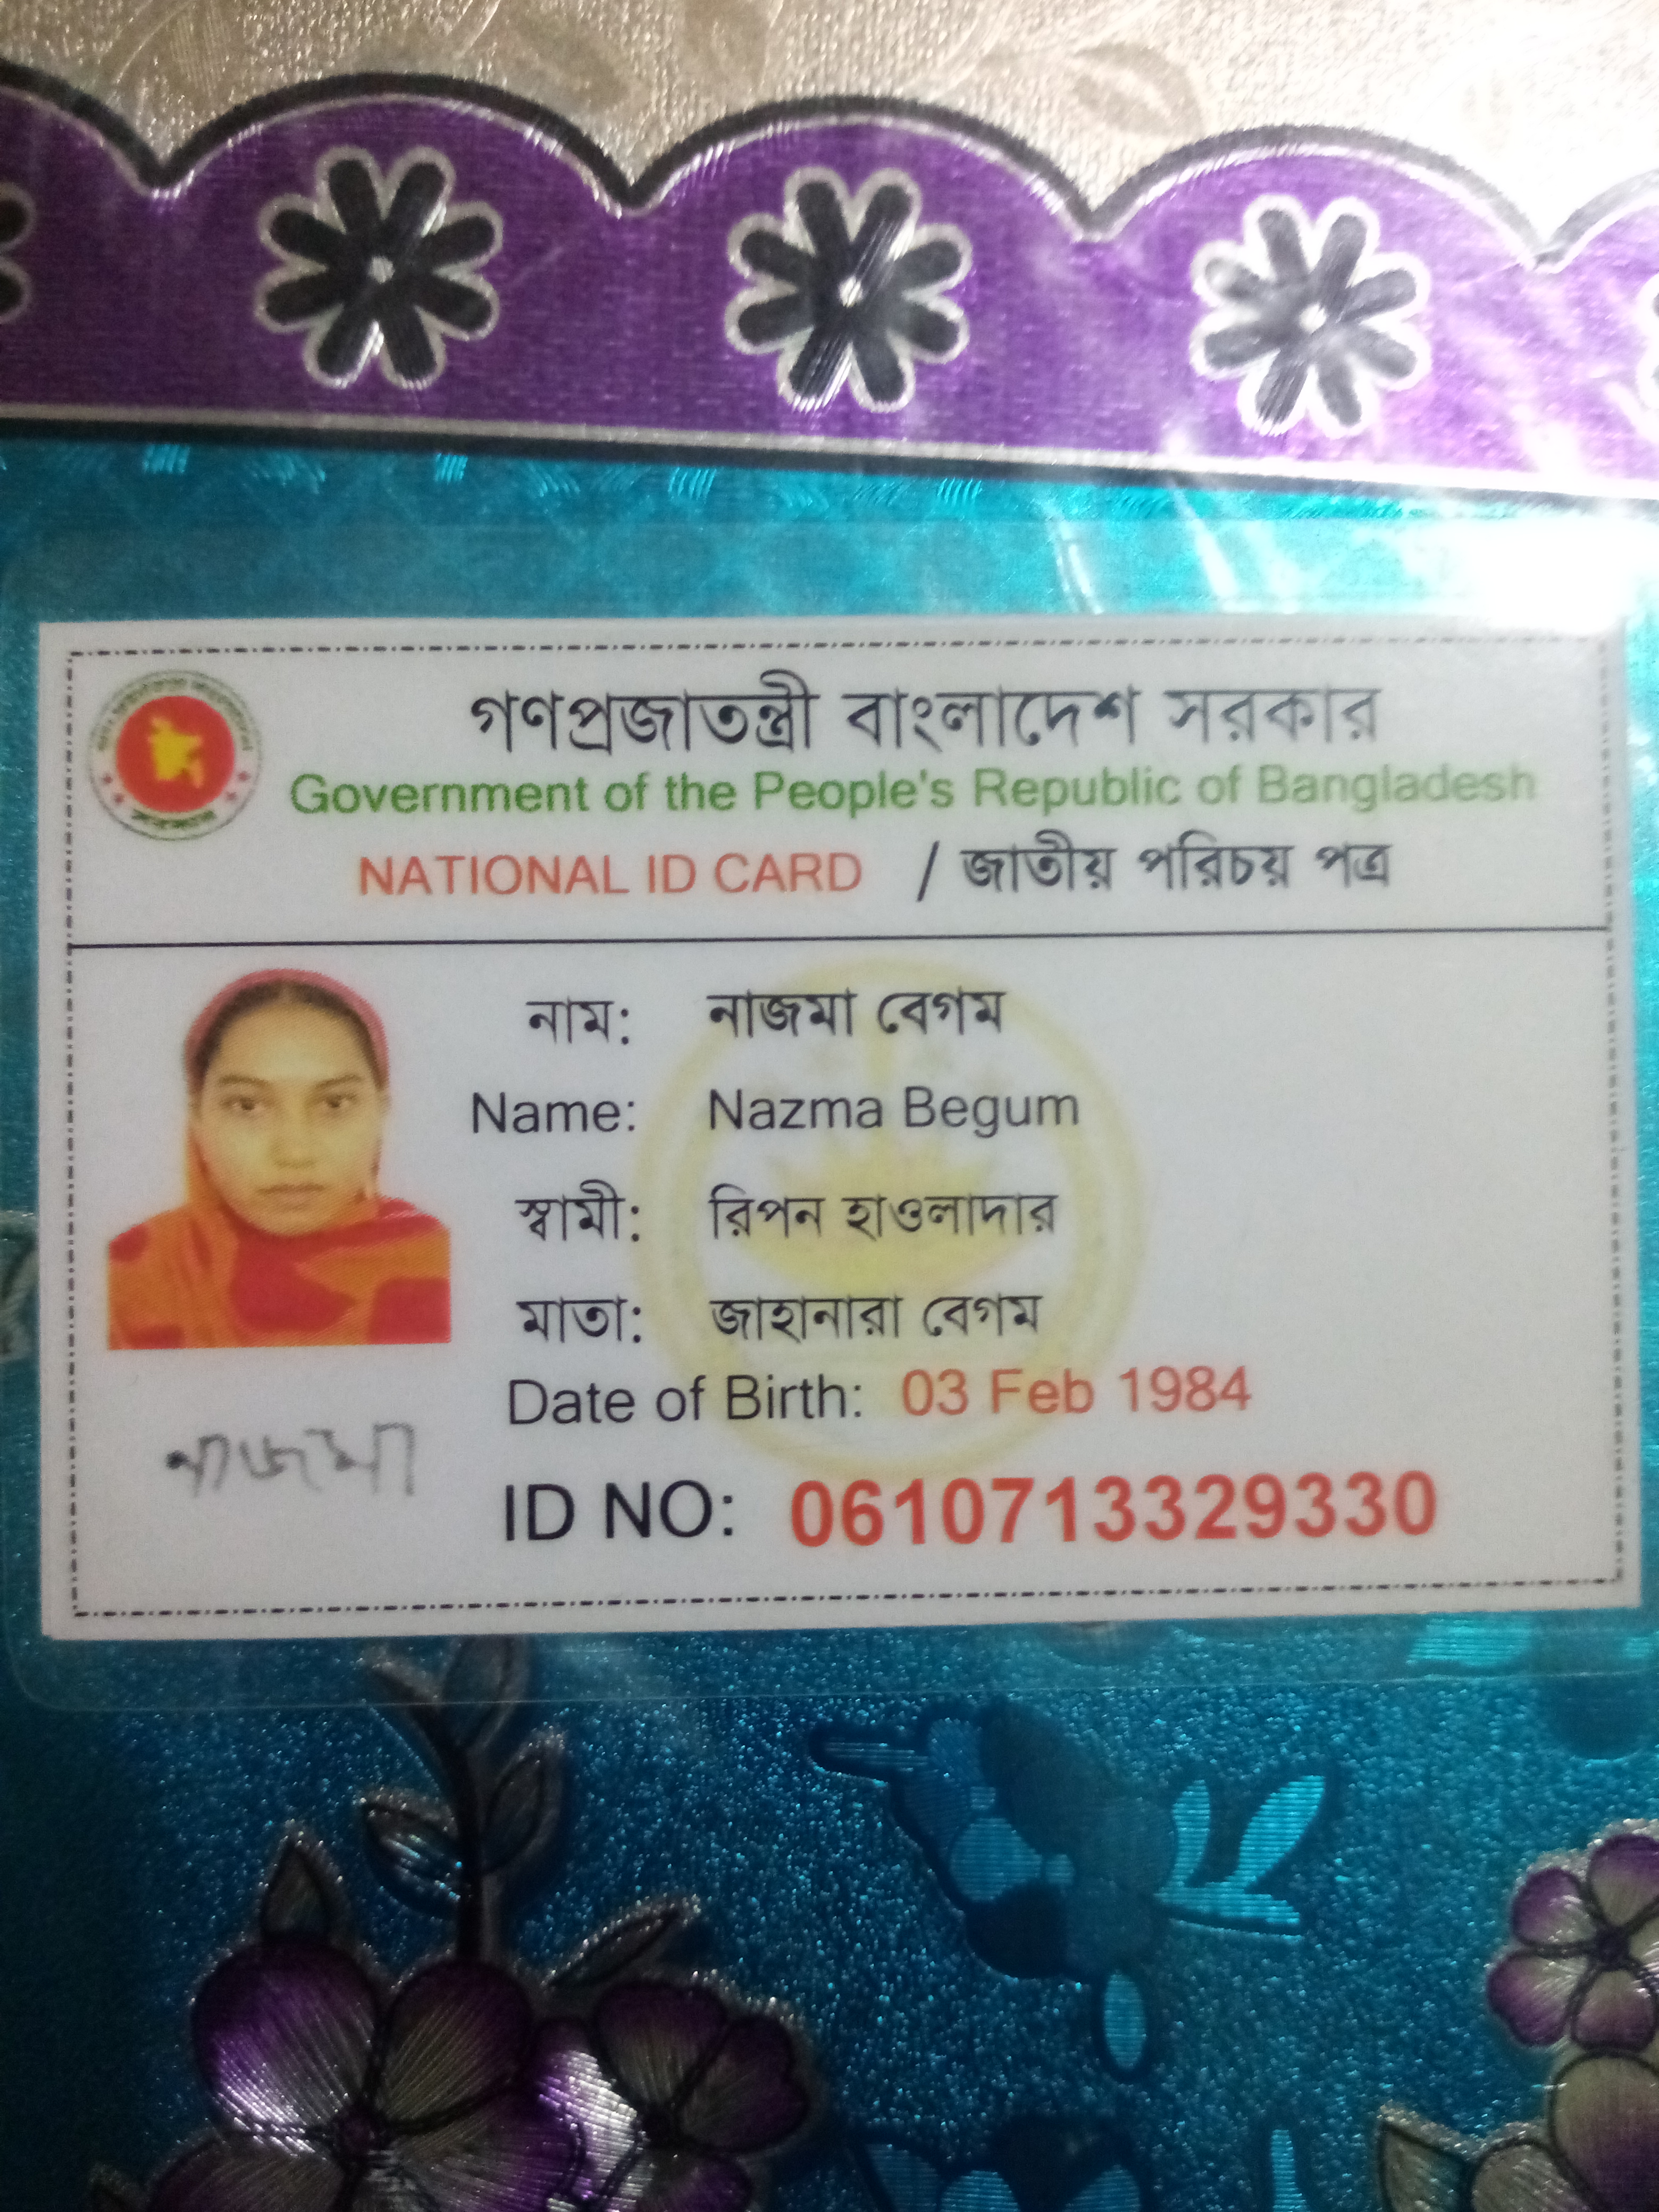 গণপ্রজাতন্ত্রী বাংলাদেশ সরকার
Government of the People's Republic of Bangladesh
NATIONAL ID CARD / জাতীয় পরিচয় পত্র
নাম: নাজমা বেগম
Name: Nazma Begum
স্বামী: রিপন হাওলাদার
মাতা: জাহানারা বেগম
Date of Birth: 03 Feb 1984
নাজমা
ID NO: 0610713329330